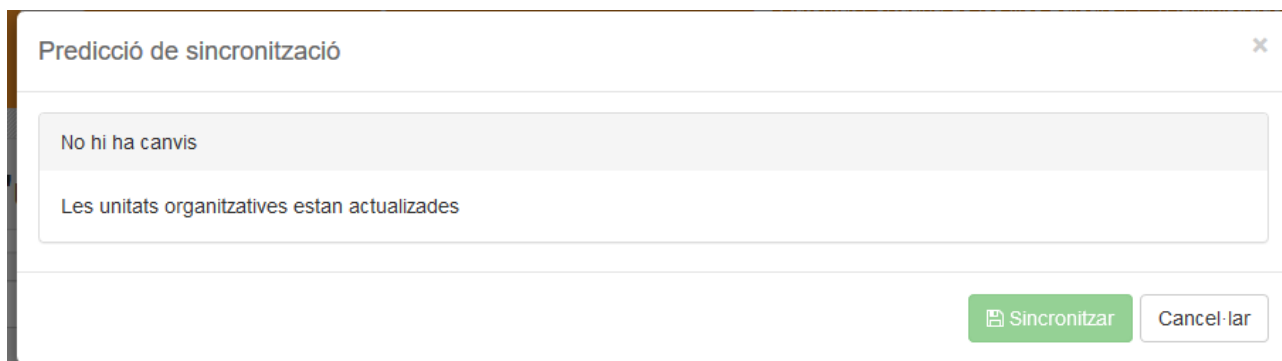 Predicció de sincronització
×
No hi ha canvis
Les unitats organitzatives estan actualizades
Sincronitzar
Cancel·lar